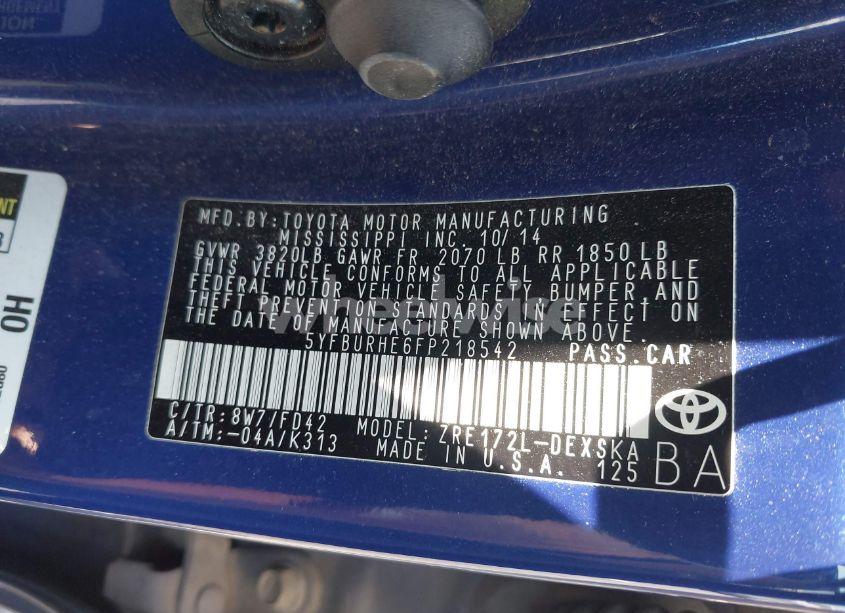 MFD.BY:TOYOTA MOTOR MANUFACTURING
MISSISSIPPI INC. 10/14
GVWR 3820LB GAWR FR 2070 LB RR 1850 LB
THIS VEHICLE CONFORMS TO ALL APPLICABLE
FEDERAL MOTOR VEHICLE SAFETY, BUMPER, AND
THEFT PREVENTION STANDARDS IN EFFECT ON
THE DATE OF MANUFACTURE SHOWN ABOVE.
5YFBURHE6FP218542 PASS.CAR
C/TR: 8W7/FD42 MODEL: ZRE172L-DEXSKA
A/TM:-04A/K313 MADE IN U.S.A. 125
BA
wheelwise
HO